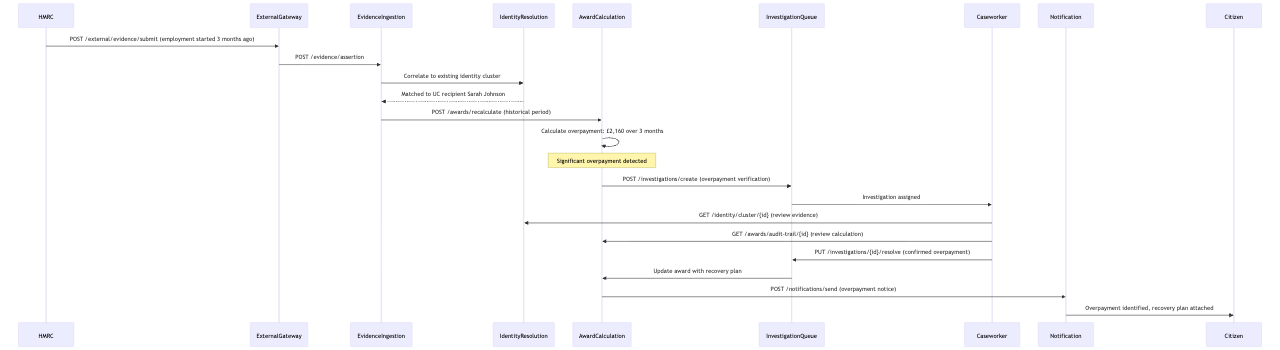 HMRC ExternalGateway EvidenceIngestion IdentityResolution AwardCalculation InvestigationQueue Caseworker Notification Citizen
POST /external/evidence/submit (employment started 3 months ago)
POST /evidence/assertion
Correlate to existing identity cluster
Matched to UC recipient Sarah Johnson
POST /awards/recalculate (historical period)
Calculate overpayment: £2,160 over 3 months
Significant overpayment detected
POST /investigations/create (overpayment verification)
Investigation assigned
GET /identity/cluster/{id} (review evidence)
GET /awards/audit-trail/{id} (review calculation)
PUT /investigations/{id}/resolve (confirmed overpayment)
Update award with recovery plan
POST /notifications/send (overpayment notice)
Overpayment identified, recovery plan attached
HMRC ExternalGateway EvidenceIngestion IdentityResolution AwardCalculation InvestigationQueue Caseworker Notification Citizen